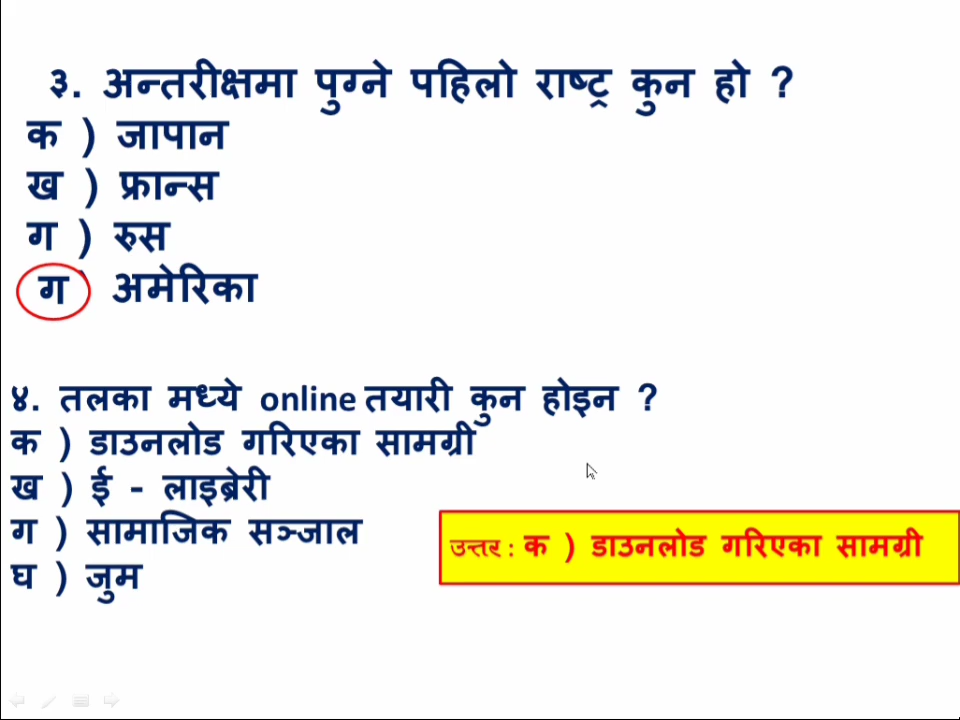 ३. अन्तरीक्षमा पुग्ने पहिलो राष्ट्र कुन हो ?
क ) जापान
ख ) फ्रान्स
ग ) रुस
ग ) अमेरिका
४. तलका मध्ये online तयारी कुन होइन ?
क ) डाउनलोड गरिएका सामग्री
ख ) ई - लाइब्रेरी
ग ) सामाजिक सञ्जाल
घ ) जुम
उत्तर : क ) डाउनलोड गरिएका सामग्री